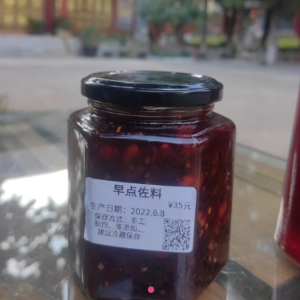 早点佐料
¥35元
生产日期：2022.6.8
保存方式：手工
制作、零添加、
建议冷藏保存